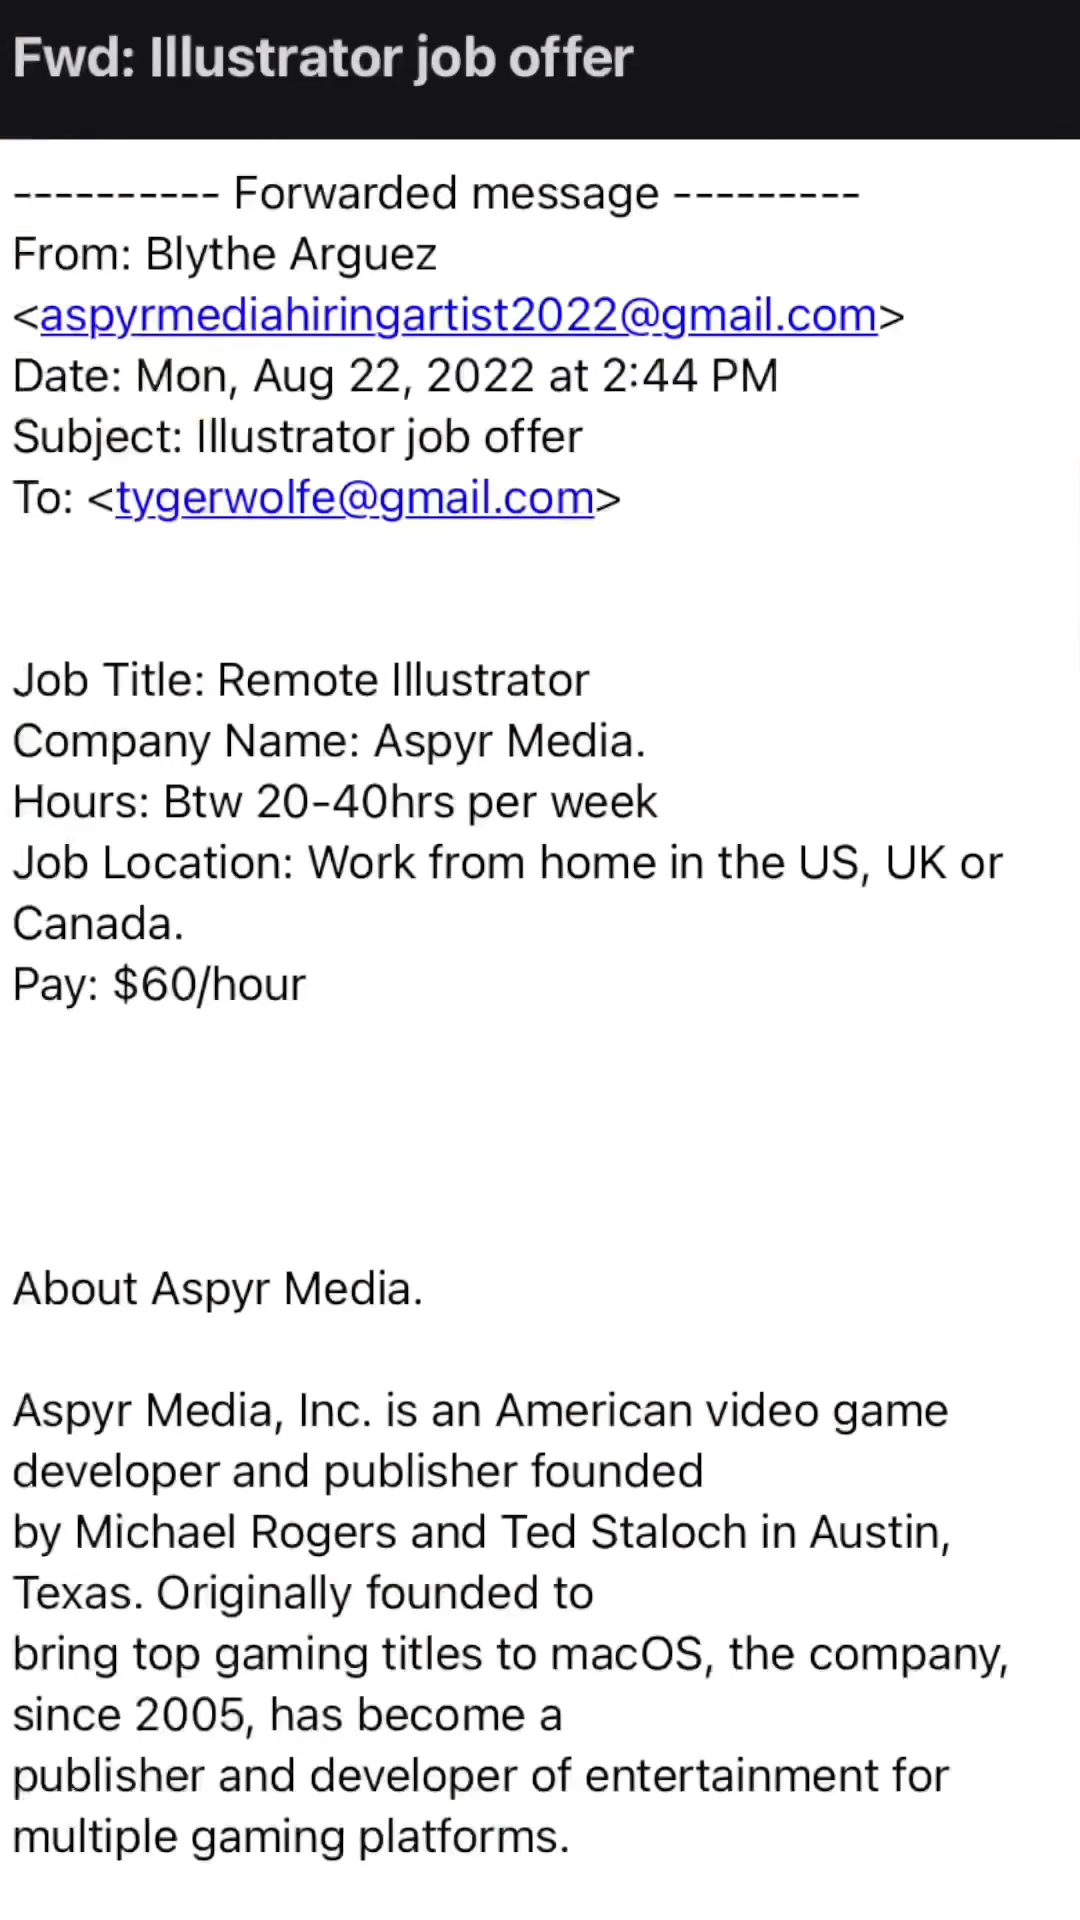 Fwd: Illustrator job offer
---------- Forwarded message ---------
From: Blythe Arguez
<aspyrmediahiringartist2022@gmail.com>
Date: Mon, Aug 22, 2022 at 2:44 PM
Subject: Illustrator job offer
To: <tygerwolfe@gmail.com>
Job Title: Remote Illustrator
Company Name: Aspyr Media.
Hours: Btw 20-40hrs per week
Job Location: Work from home in the US, UK or
Canada.
Pay: $60/hour
About Aspyr Media.
Aspyr Media, Inc. is an American video game
developer and publisher founded
by Michael Rogers and Ted Staloch in Austin,
Texas. Originally founded to
bring top gaming titles to macOS, the company,
since 2005, has become a
publisher and developer of entertainment for
multiple gaming platforms.